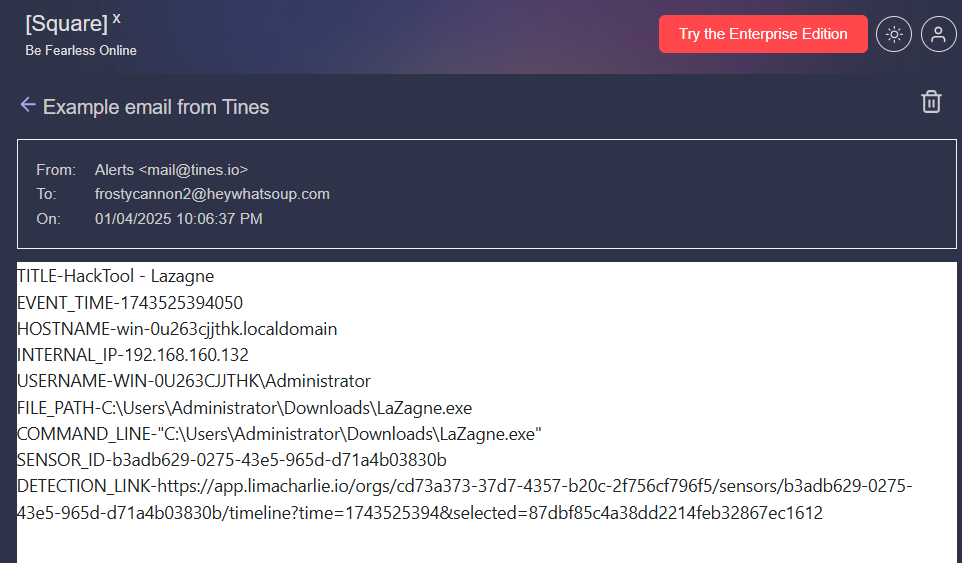 [Square] X
Be Fearless Online
Try the Enterprise Edition
Example email from Tines
From: Alerts <mail@tines.io>
To: frostycannon2@heywhatsoup.com
On: 01/04/2025 10:06:37 PM
TITLE-HackTool - Lazagne
EVENT_TIME-1743525394050
HOSTNAME-win-0u263cjjthk.localdomain
INTERNAL_IP-192.168.160.132
USERNAME-WIN-0U263CJJTHK\Administrator
FILE_PATH-C:\Users\Administrator\Downloads\LaZagne.exe
COMMAND_LINE-"C:\Users\Administrator\Downloads\LaZagne.exe"
SENSOR_ID-b3adb629-0275-43e5-965d-d71a4b03830b
DETECTION_LINK-https://app.limacharlie.io/orgs/cd73a373-37d7-4357-b20c-2f756cf796f5/sensors/b3adb629-0275-
43e5-965d-d71a4b03830b/timeline?time=1743525394&selected=87dbf85c4a38dd2214feb32867ec1612